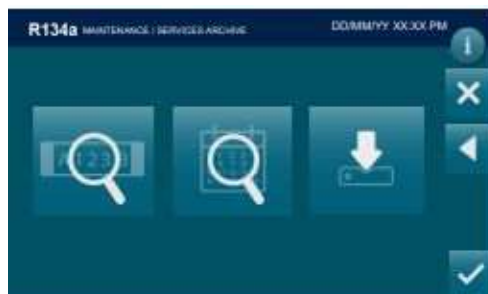 R134a MAINTENANCE / SERVICES ARCHIVE
DD/MM/YY XX:XX PM
i